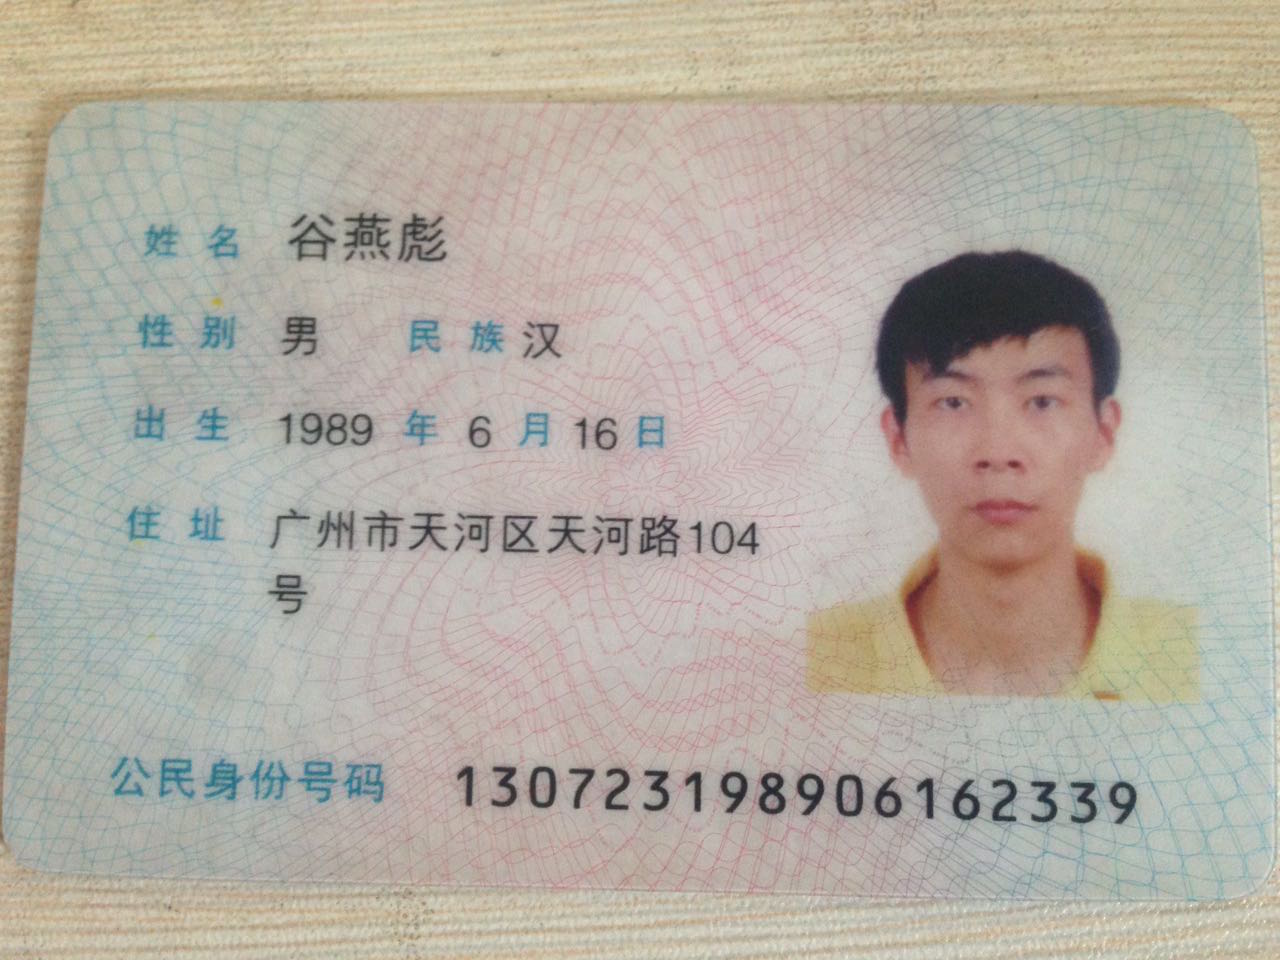 姓名 谷燕彪
性别 男 民族 汉
出生 1989 年 6 月 16 日
住址 广州市天河区天河路104
号
公民身份号码 130723198906162339